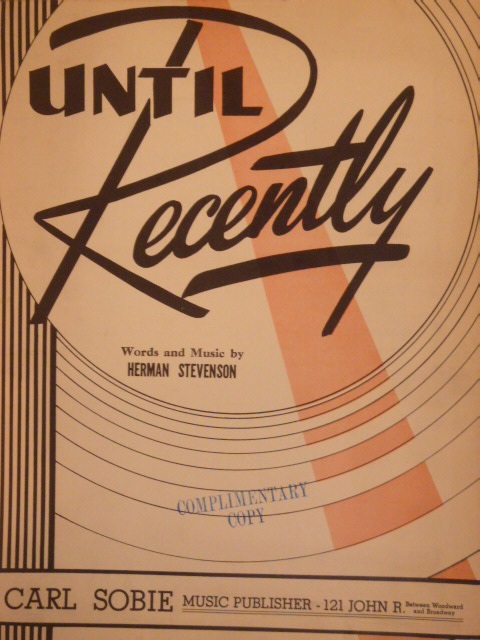 UNTIL
Recently
Words and Music by
HERMAN STEVENSON
COMPLIMENTARY
COPY
CARL SOBIE MUSIC PUBLISHER - 121 JOHN R. Between Woodward
and Broadway